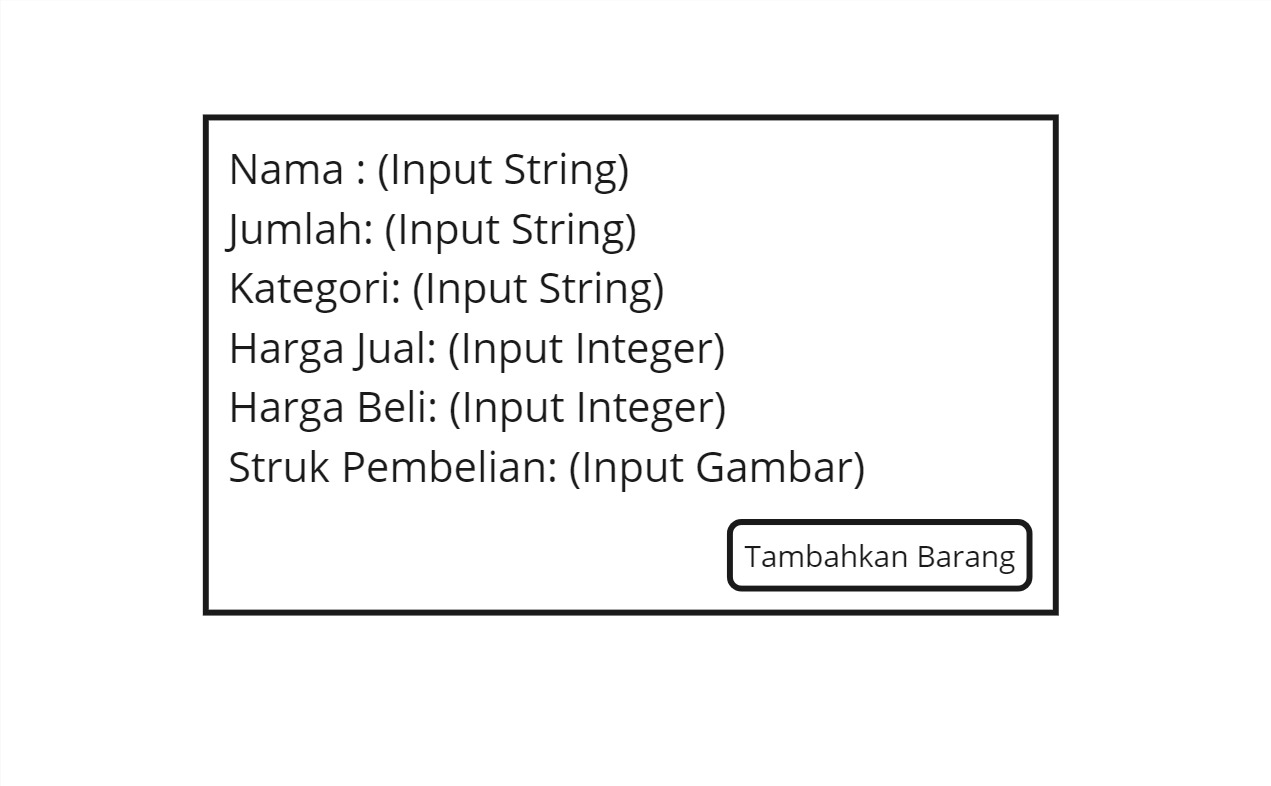 Nama : (Input String)
Jumlah: (Input String)
Kategori: (Input String)
Harga Jual: (Input Integer)
Harga Beli: (Input Integer)
Struk Pembelian: (Input Gambar)
Tambahkan Barang